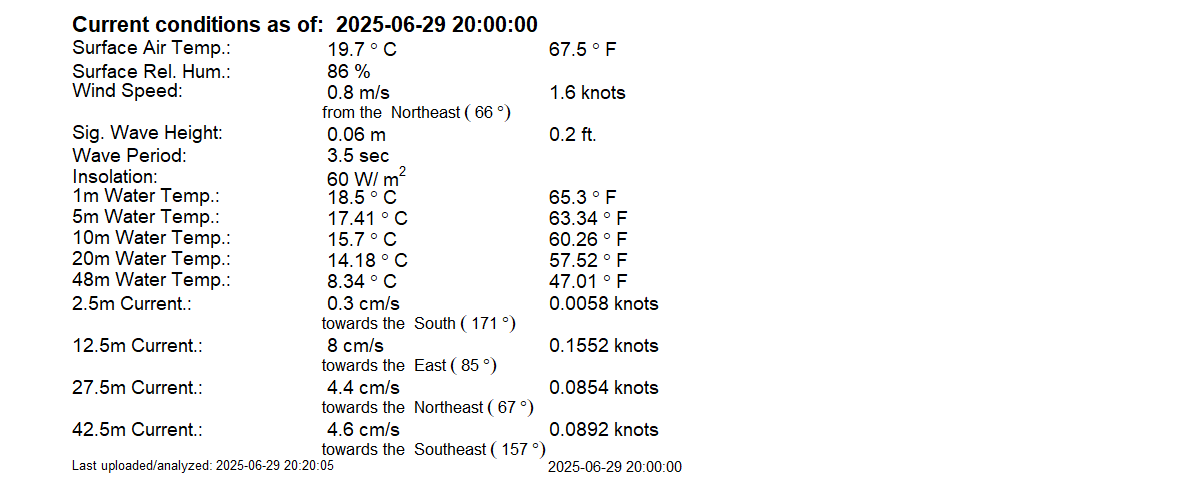 Current conditions as of: 2025-06-29 20:00:00
Surface Air Temp.: 19.7 ° C 67.5 ° F
Surface Rel. Hum.: 86 %
Wind Speed: 0.8 m/s 1.6 knots
from the Northeast ( 66 °)
Sig. Wave Height: 0.06 m 0.2 ft.
Wave Period: 3.5 sec
Insolation: 60 W/ m²
1m Water Temp.: 18.5 ° C 65.3 ° F
5m Water Temp.: 17.41 ° C 63.34 ° F
10m Water Temp.: 15.7 ° C 60.26 ° F
20m Water Temp.: 14.18 ° C 57.52 ° F
48m Water Temp.: 8.34 ° C 47.01 ° F
2.5m Current.: 0.3 cm/s 0.0058 knots
towards the South ( 171 °)
12.5m Current.: 8 cm/s 0.1552 knots
towards the East ( 85 °)
27.5m Current.: 4.4 cm/s 0.0854 knots
towards the Northeast ( 67 °)
42.5m Current.: 4.6 cm/s 0.0892 knots
towards the Southeast ( 157 °)
Last uploaded/analyzed: 2025-06-29 20:20:05 2025-06-29 20:00:00